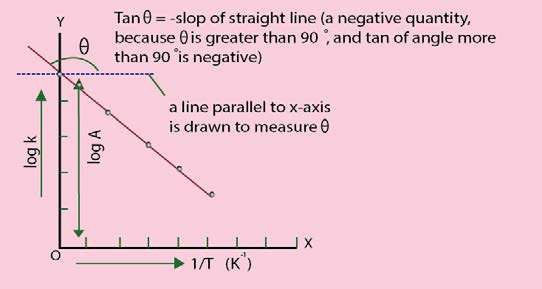 Y
Tan θ = -slop of straight line (a negative quantity,
because θ is greater than 90 °, and tan of angle more
than 90 °is negative)
θ
a line parallel to x-axis
is drawn to measure θ
log k
log A
O
X
1/T (K⁻¹)